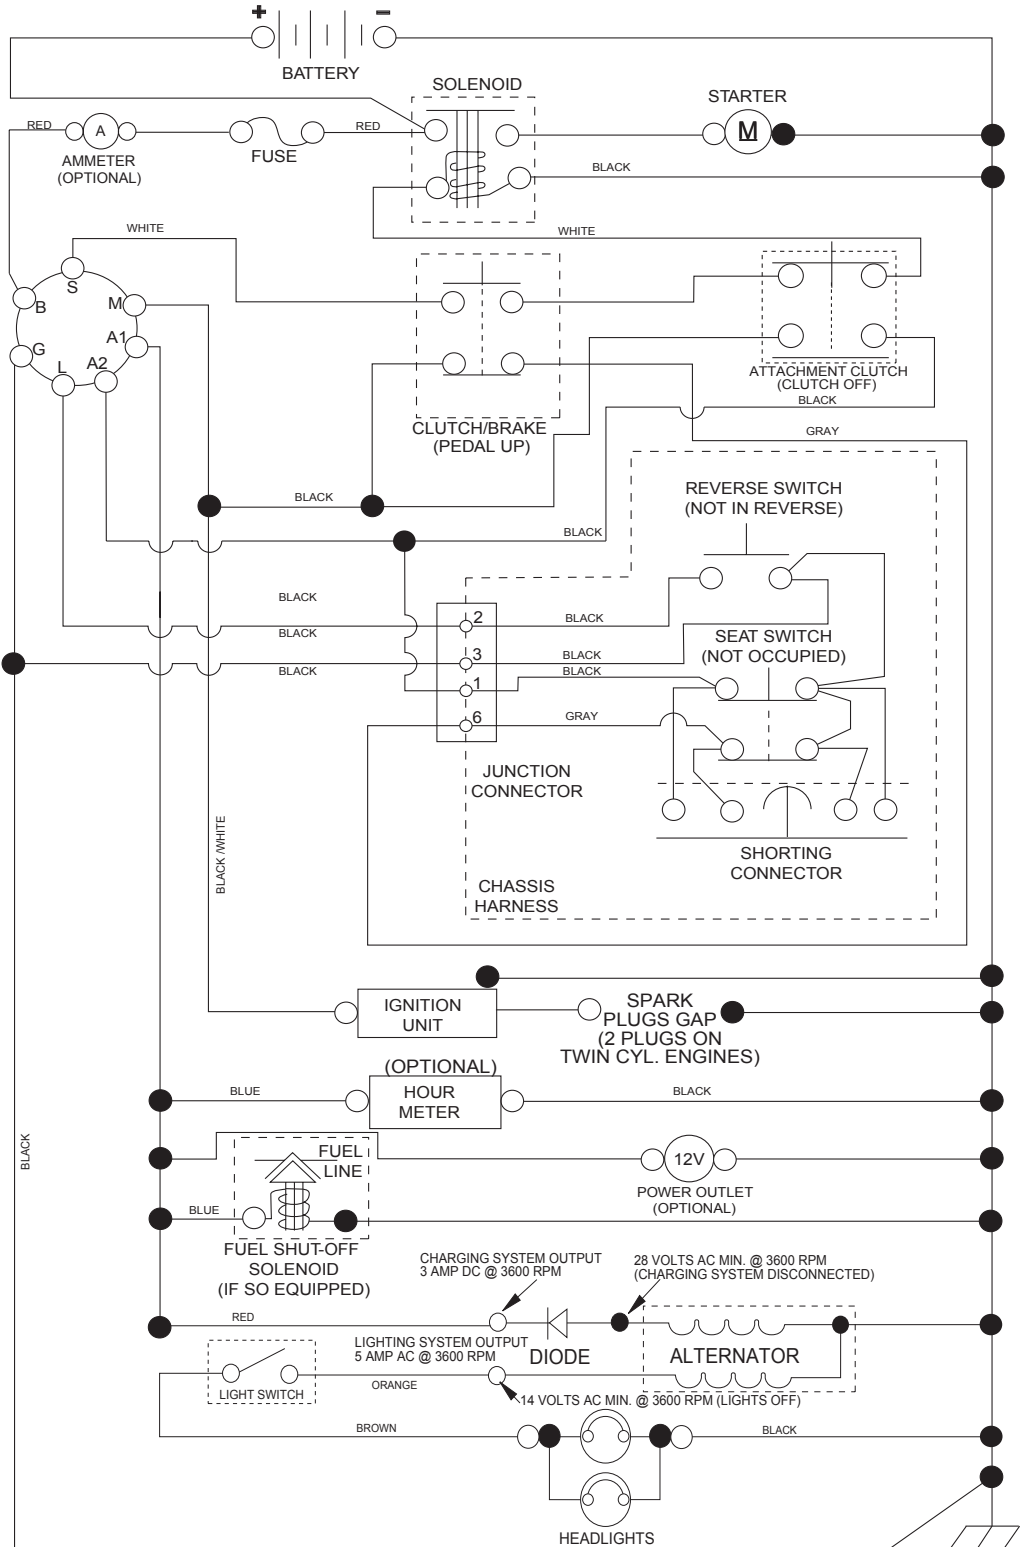 + −
BATTERY
SOLENOID
STARTER
RED
A
RED
M
FUSE
AMMETER
(OPTIONAL)
BLACK
WHITE
WHITE
S
B
M
A1
G
L
A2
ATTACHMENT CLUTCH
(CLUTCH OFF)
BLACK
CLUTCH/BRAKE
(PEDAL UP)
GRAY
REVERSE SWITCH
(NOT IN REVERSE)
BLACK
BLACK
BLACK
2
BLACK
BLACK
SEAT SWITCH
(NOT OCCUPIED)
3
BLACK
BLACK
BLACK
1
6
GRAY
JUNCTION
CONNECTOR
BLACK /WHITE
SHORTING
CONNECTOR
CHASSIS
HARNESS
IGNITION
UNIT
SPARK
PLUGS GAP
(2 PLUGS ON
TWIN CYL. ENGINES)
(OPTIONAL)
HOUR
METER
BLUE
BLACK
BLACK
FUEL
LINE
12V
POWER OUTLET
(OPTIONAL)
BLUE
FUEL SHUT-OFF
SOLENOID
(IF SO EQUIPPED)
CHARGING SYSTEM OUTPUT
3 AMP DC @ 3600 RPM
28 VOLTS AC MIN. @ 3600 RPM
(CHARGING SYSTEM DISCONNECTED)
RED
LIGHTING SYSTEM OUTPUT
5 AMP AC @ 3600 RPM
DIODE
ALTERNATOR
LIGHT SWITCH
ORANGE
14 VOLTS AC MIN. @ 3600 RPM (LIGHTS OFF)
BROWN
BLACK
HEADLIGHTS